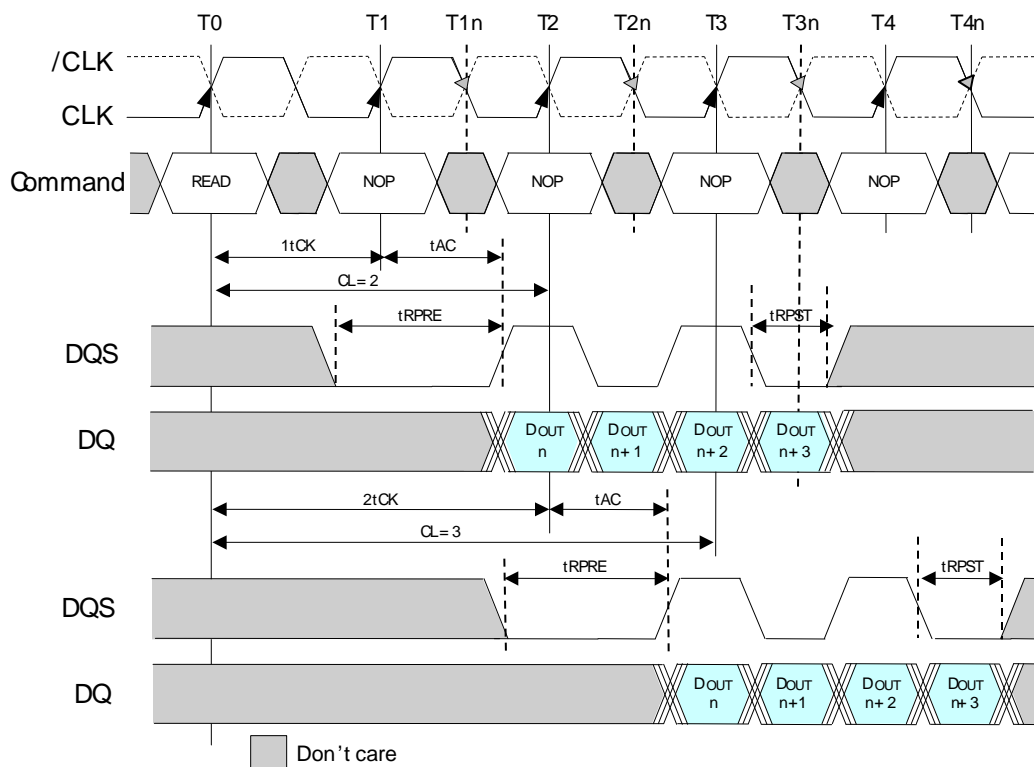 T0 T1 T1n T2 T2n T3 T3n T4 T4n
/CLK
CLK
Command READ NOP NOP NOP NOP
1tCK tAC
CL=2
tRPRE tRPST
DQS
DQ DOUT n DOUT n+1 DOUT n+2 DOUT n+3
2tCK tAC
CL=3
tRPRE tRPST
DQS
DQ DOUT n DOUT n+1 DOUT n+2 DOUT n+3
Don't care